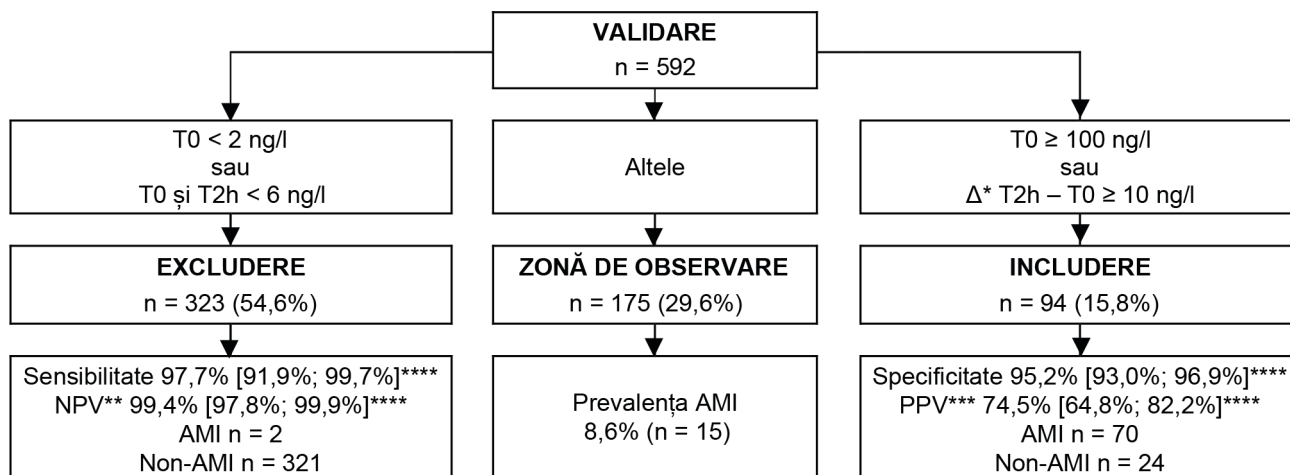 VALIDARE
n = 592
T0 < 2 ng/l
sau
T0 și T2h < 6 ng/l
Altele
T0 ≥ 100 ng/l
sau
Δ* T2h – T0 ≥ 10 ng/l
EXCLUDERE
n = 323 (54,6%)
ZONĂ DE OBSERVARE
n = 175 (29,6%)
INCLUDERE
n = 94 (15,8%)
Sensibilitate 97,7% [91,9%; 99,7%]****
NPV** 99,4% [97,8%; 99,9%]****
AMI n = 2
Non-AMI n = 321
Prevalența AMI
8,6% (n = 15)
Specificitate 95,2% [93,0%; 96,9%]****
PPV*** 74,5% [64,8%; 82,2%]****
AMI n = 70
Non-AMI n = 24